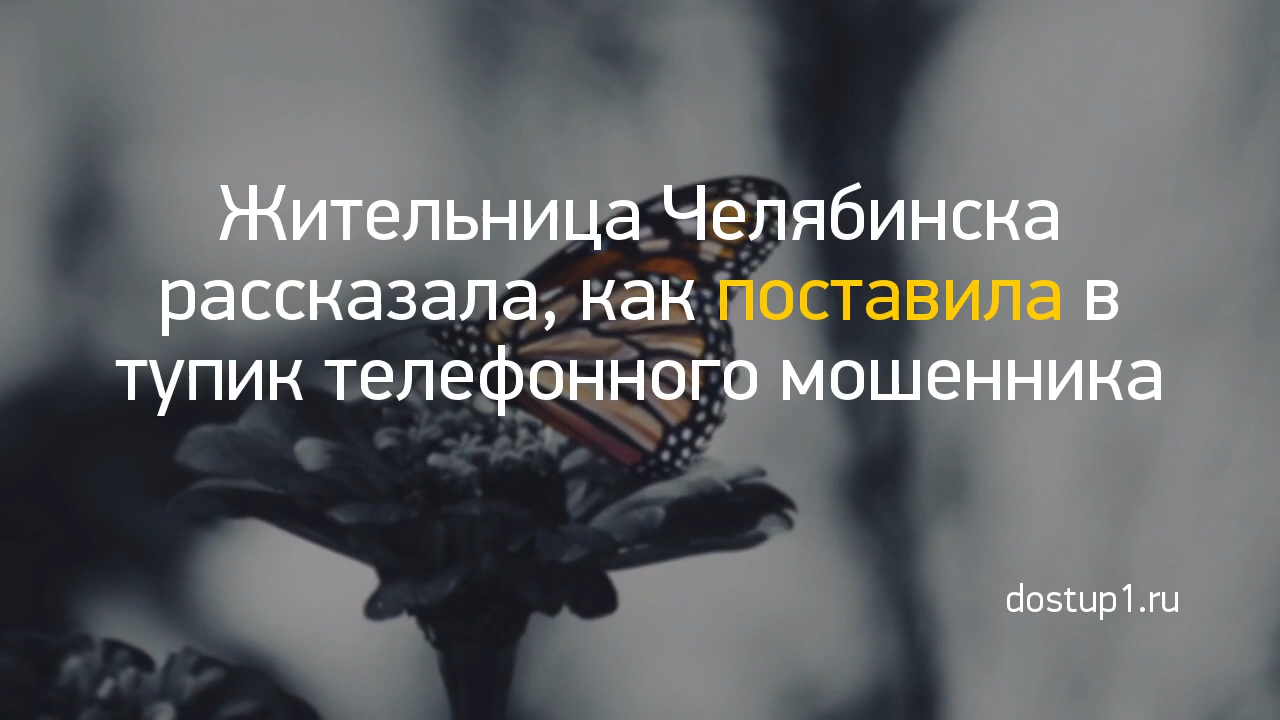 Жительница Челябинска
рассказала, как поставила в
тупик телефонного мошенника
dostup1.ru